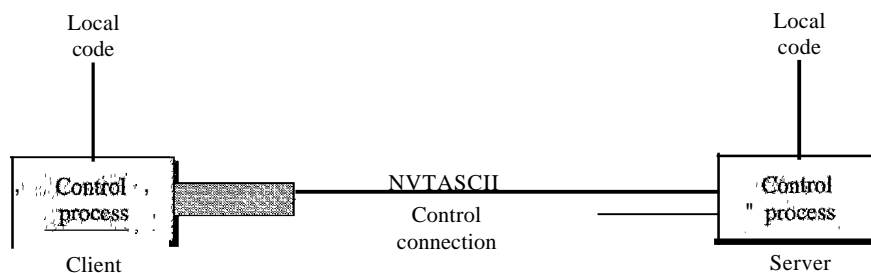 Local
code
Local
code
Control
process
NVTASCII
Control
connection
Control
" process
Client
Server